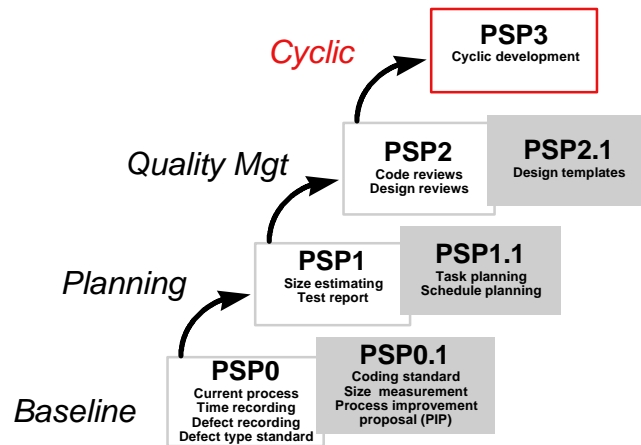 Cyclic
PSP3
Cyclic development
Quality Mgt
PSP2
Code reviews
Design reviews
PSP2.1
Design templates
Planning
PSP1
Size estimating
Test report
PSP1.1
Task planning
Schedule planning
Baseline
PSP0
Current process
Time recording
Defect recording
Defect type standard
PSP0.1
Coding standard
Size measurement
Process improvement
proposal (PIP)